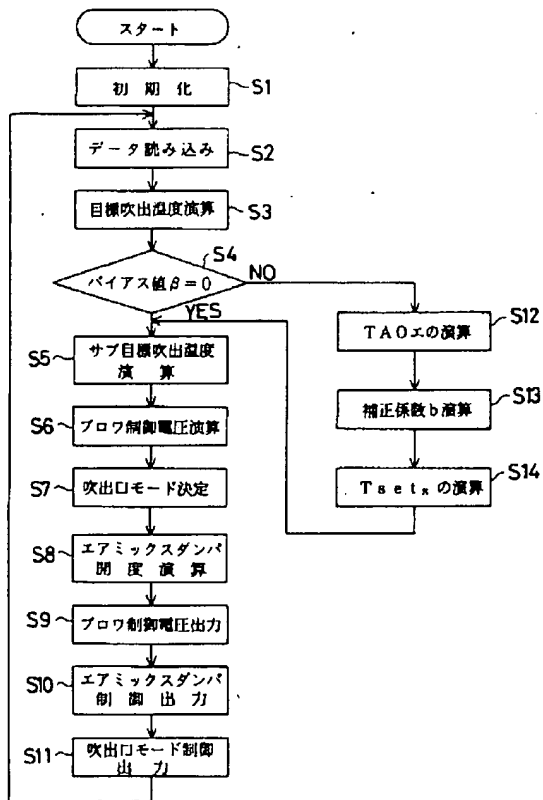 スタート
初期化
S1
データ読み込み
S2
目標吹出温度演算
S3
S4
バイアス値β=0
NO
YES
サブ目標吹出温度
演算
S5
ブロワ制御電圧演算
S6
吹出口モード決定
S7
エアミックスダンパ
開度演算
S8
ブロワ制御電圧出力
S9
エアミックスダンパ
制御出力
S10
吹出口モード制御
出力
S11
TAOエの演算
S12
補正係数b演算
S13
Tsetsの演算
S14